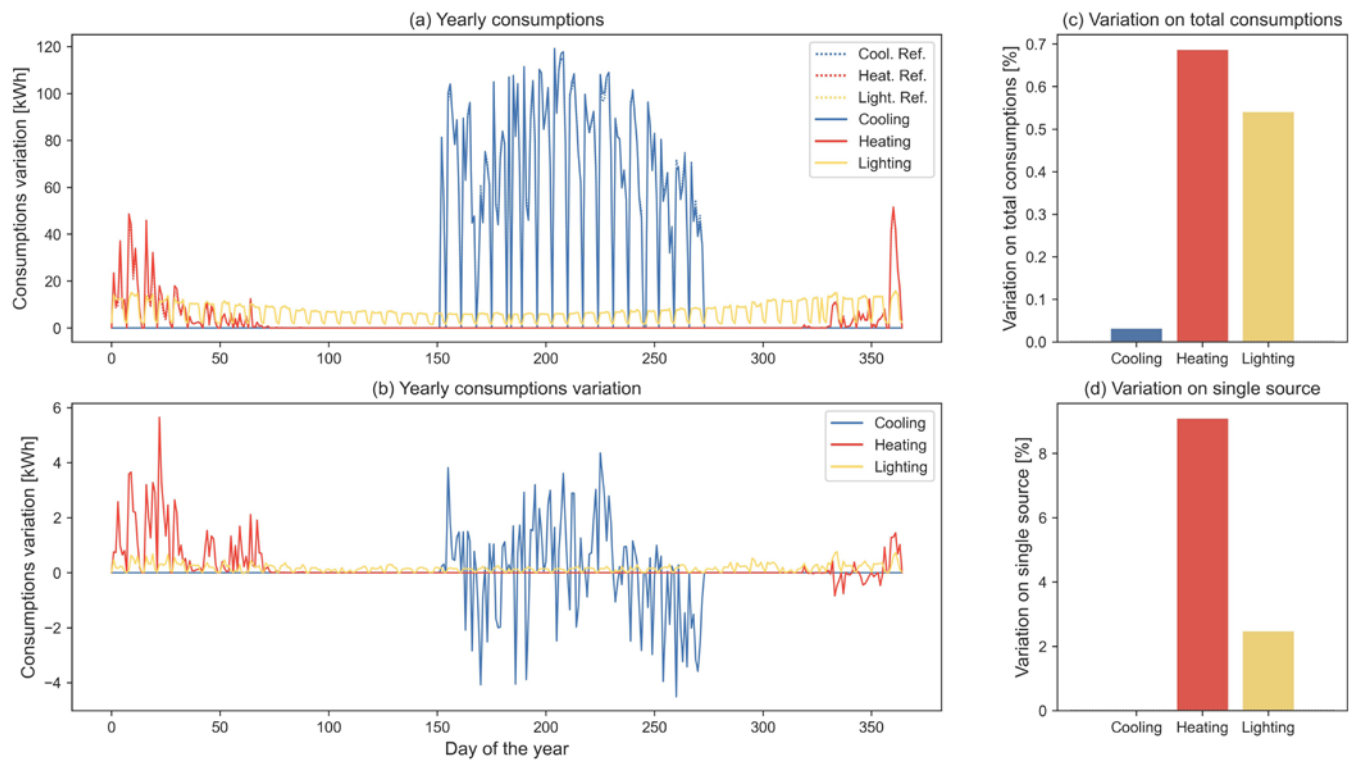 (a) Yearly consumptions
Consumptions variation [kWh]
120
100
80
60
40
20
0
Cool. Ref.
Heat. Ref.
Light. Ref.
Cooling
Heating
Lighting
0 50 100 150 200 250 300 350
(c) Variation on total consumptions
Variation on total consumptions [%]
0.7
0.6
0.5
0.4
0.3
0.2
0.1
0.0
Cooling Heating Lighting
(b) Yearly consumptions variation
Consumptions variation [kWh]
6
4
2
0
−2
−4
Cooling
Heating
Lighting
0 50 100 150 200 250 300 350
Day of the year
(d) Variation on single source
Variation on single source [%]
8
6
4
2
0
Cooling Heating Lighting